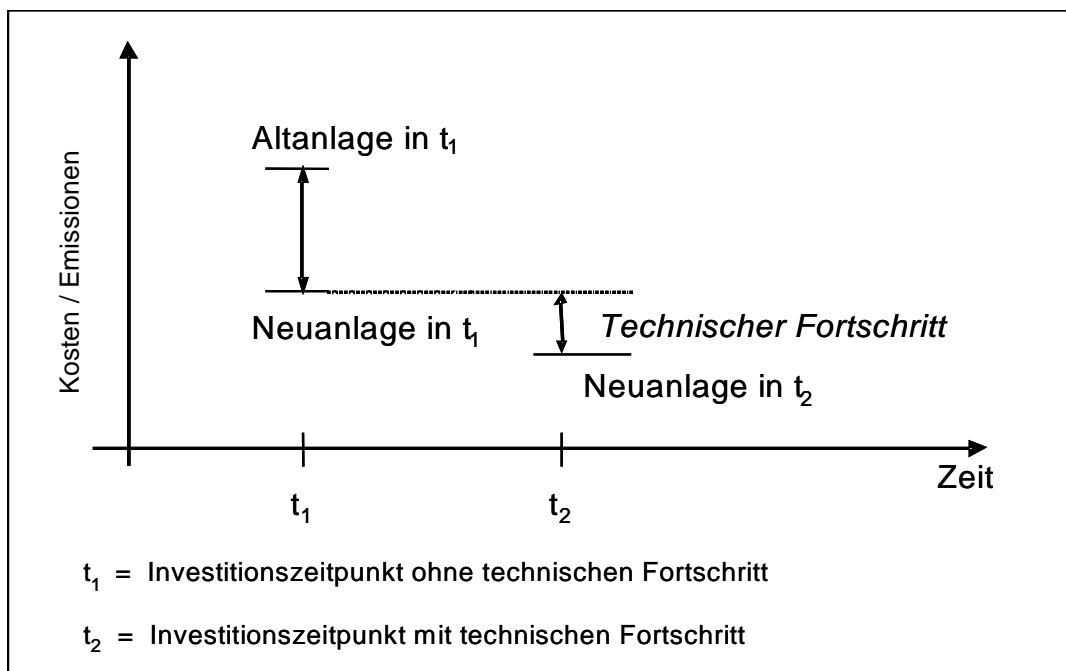 Altanlage in t₁
Kosten / Emissionen
Neuanlage in t₁
Technischer Fortschritt
Neuanlage in t₂
Zeit
t₁ t₂
t₁ = Investitionszeitpunkt ohne technischen Fortschritt
t₂ = Investitionszeitpunkt mit technischen Fortschritt